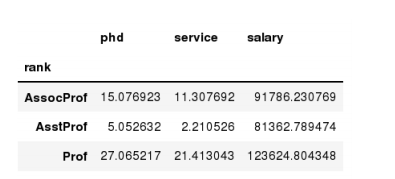 phd service salary
rank
AssocProf 15.076923 11.307692 91786.230769
AsstProf 5.052632 2.210526 81362.789474
Prof 27.065217 21.413043 123624.804348